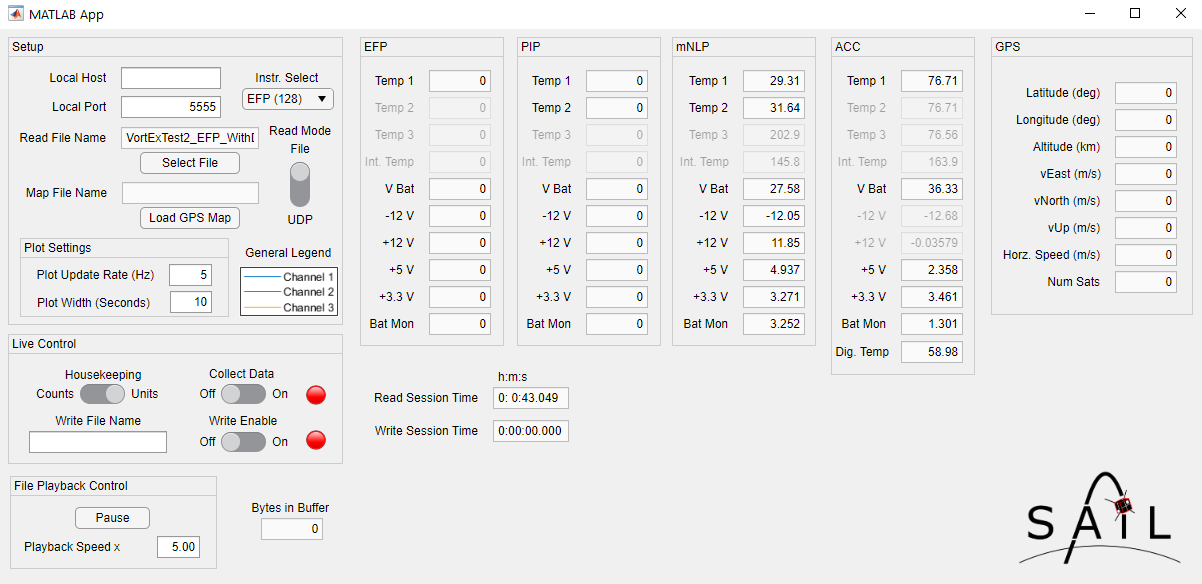 MATLAB App
Setup
Local Host
Instr. Select
Local Port 5555
EFP (128)
Read File Name VortExTest2_EFP_With
Read Mode
File
Select File
Map File Name
Load GPS Map
UDP
Plot Settings
Plot Update Rate (Hz) 5
Plot Width (Seconds) 10
General Legend
Channel 1
Channel 2
Channel 3
Live Control
Housekeeping
Counts Units
Collect Data
Off On
Write File Name
Write Enable
Off On
File Playback Control
Pause
Playback Speed x 5.00
Bytes in Buffer
0
EFP
Temp 1 0
Temp 2 0
Temp 3 0
Int. Temp 0
V Bat 0
-12 V 0
+12 V 0
+5 V 0
+3.3 V 0
Bat Mon 0
PIP
Temp 1 0
Temp 2 0
Temp 3 0
Int. Temp 0
V Bat 0
-12 V 0
+12 V 0
+5 V 0
+3.3 V 0
Bat Mon 0
mNLP
Temp 1 29.31
Temp 2 31.64
Temp 3 202.9
Int. Temp 145.8
V Bat 27.58
-12 V -12.05
+12 V 11.85
+5 V 4.937
+3.3 V 3.271
Bat Mon 3.252
ACC
Temp 1 76.71
Temp 2 76.71
Temp 3 76.56
Int. Temp 163.9
V Bat 36.33
-12 V -12.68
+12 V -0.03579
+5 V 2.358
+3.3 V 3.461
Bat Mon 1.301
Dig. Temp 58.98
GPS
Latitude (deg) 0
Longitude (deg) 0
Altitude (km) 0
vEast (m/s) 0
vNorth (m/s) 0
vUp (m/s) 0
Horz. Speed (m/s) 0
Num Sats 0
h:m:s
Read Session Time 0: 0:43.049
Write Session Time 0:00:00.000
SAIL